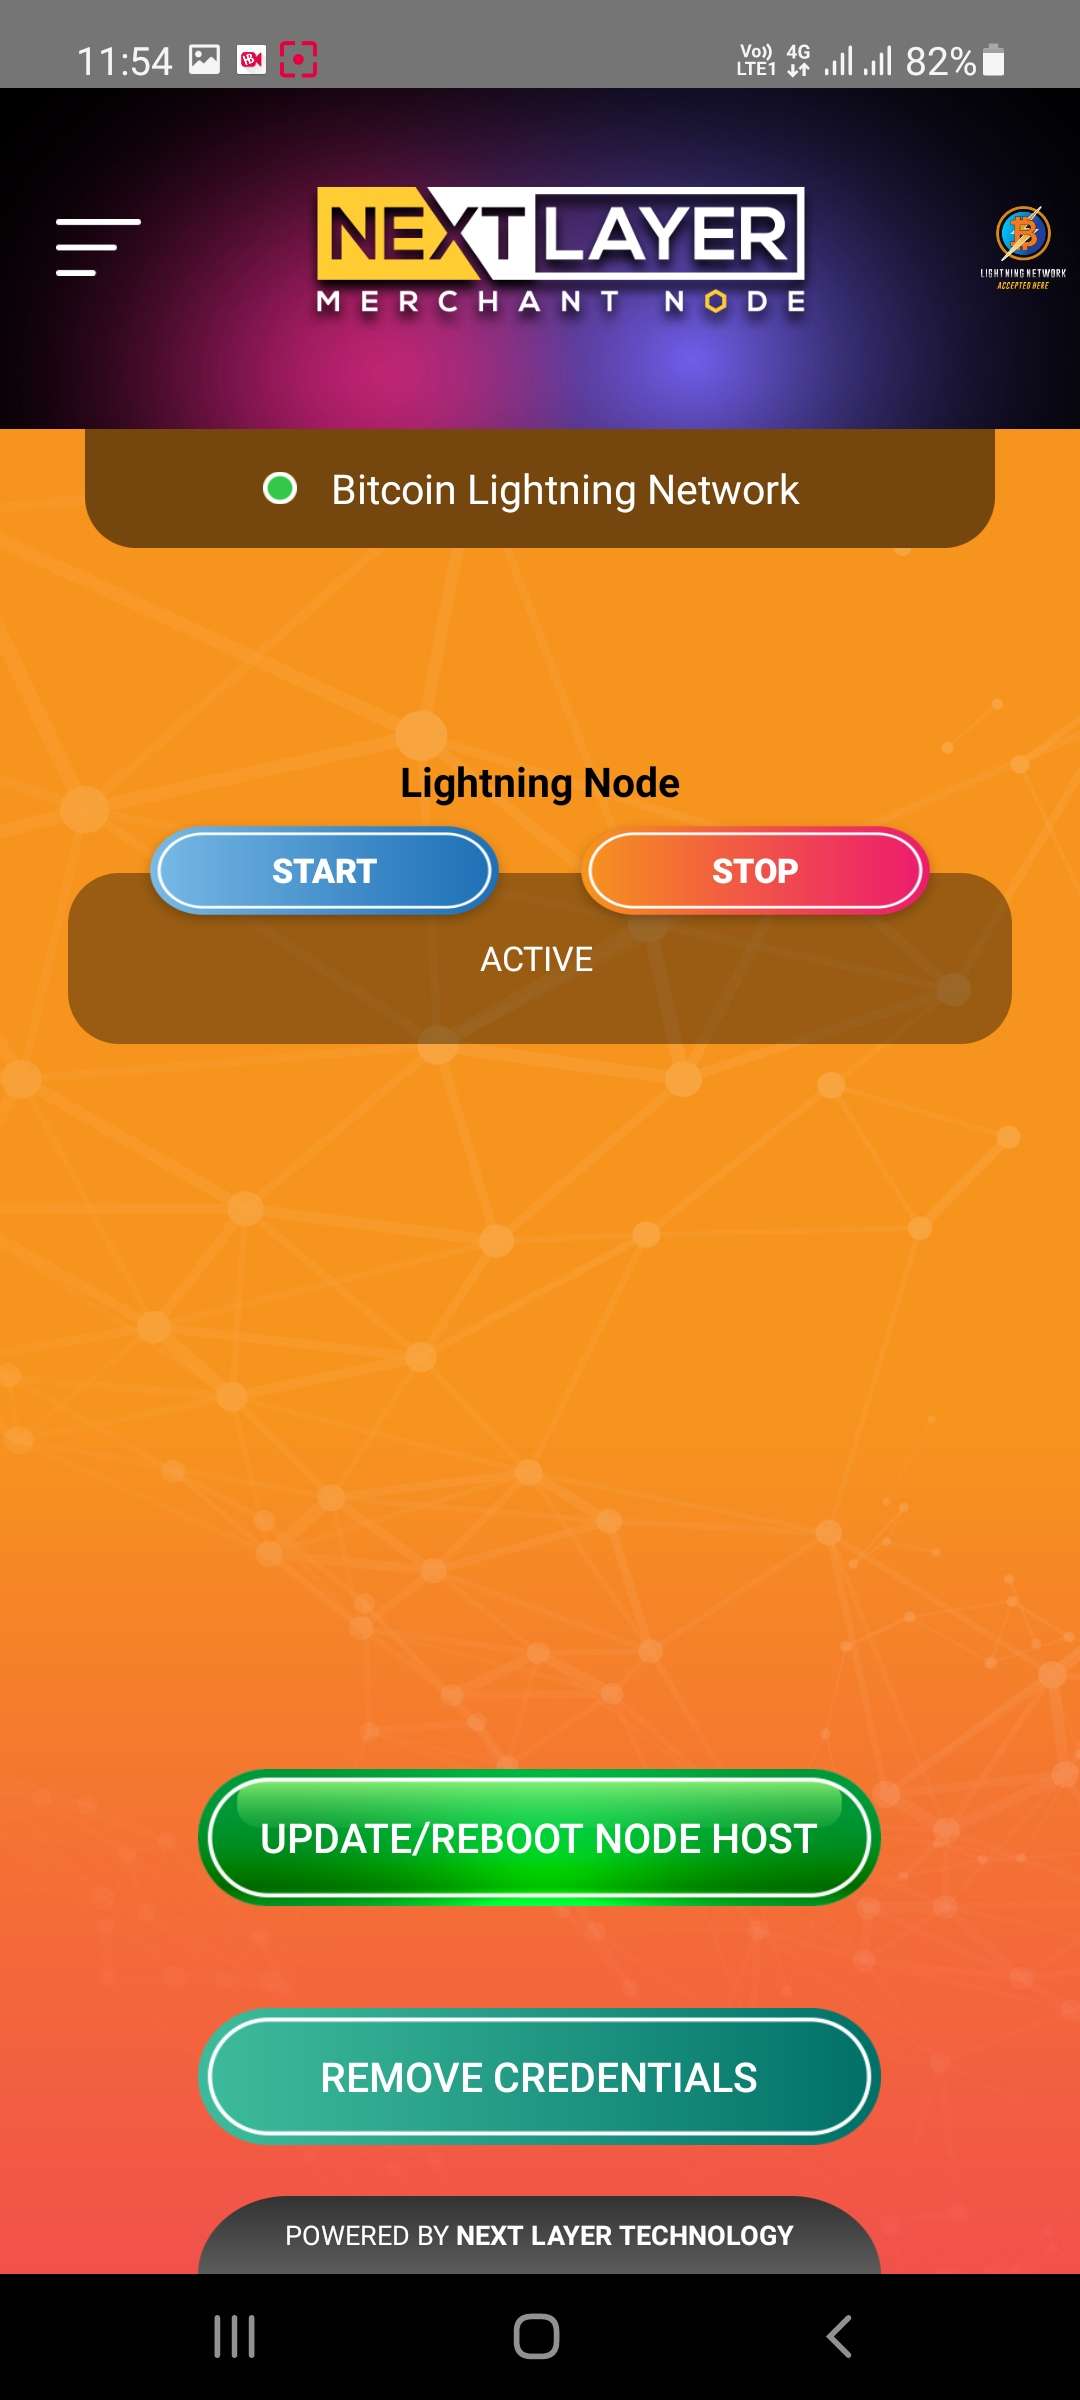 11:54 Vo)) LTE1 4G 82%
NEXT LAYER
MERCHANT NODE
LIGHTNING NETWORK
ACCEPTED HERE
Bitcoin Lightning Network
Lightning Node
START STOP
ACTIVE
UPDATE/REBOOT NODE HOST
REMOVE CREDENTIALS
POWERED BY NEXT LAYER TECHNOLOGY